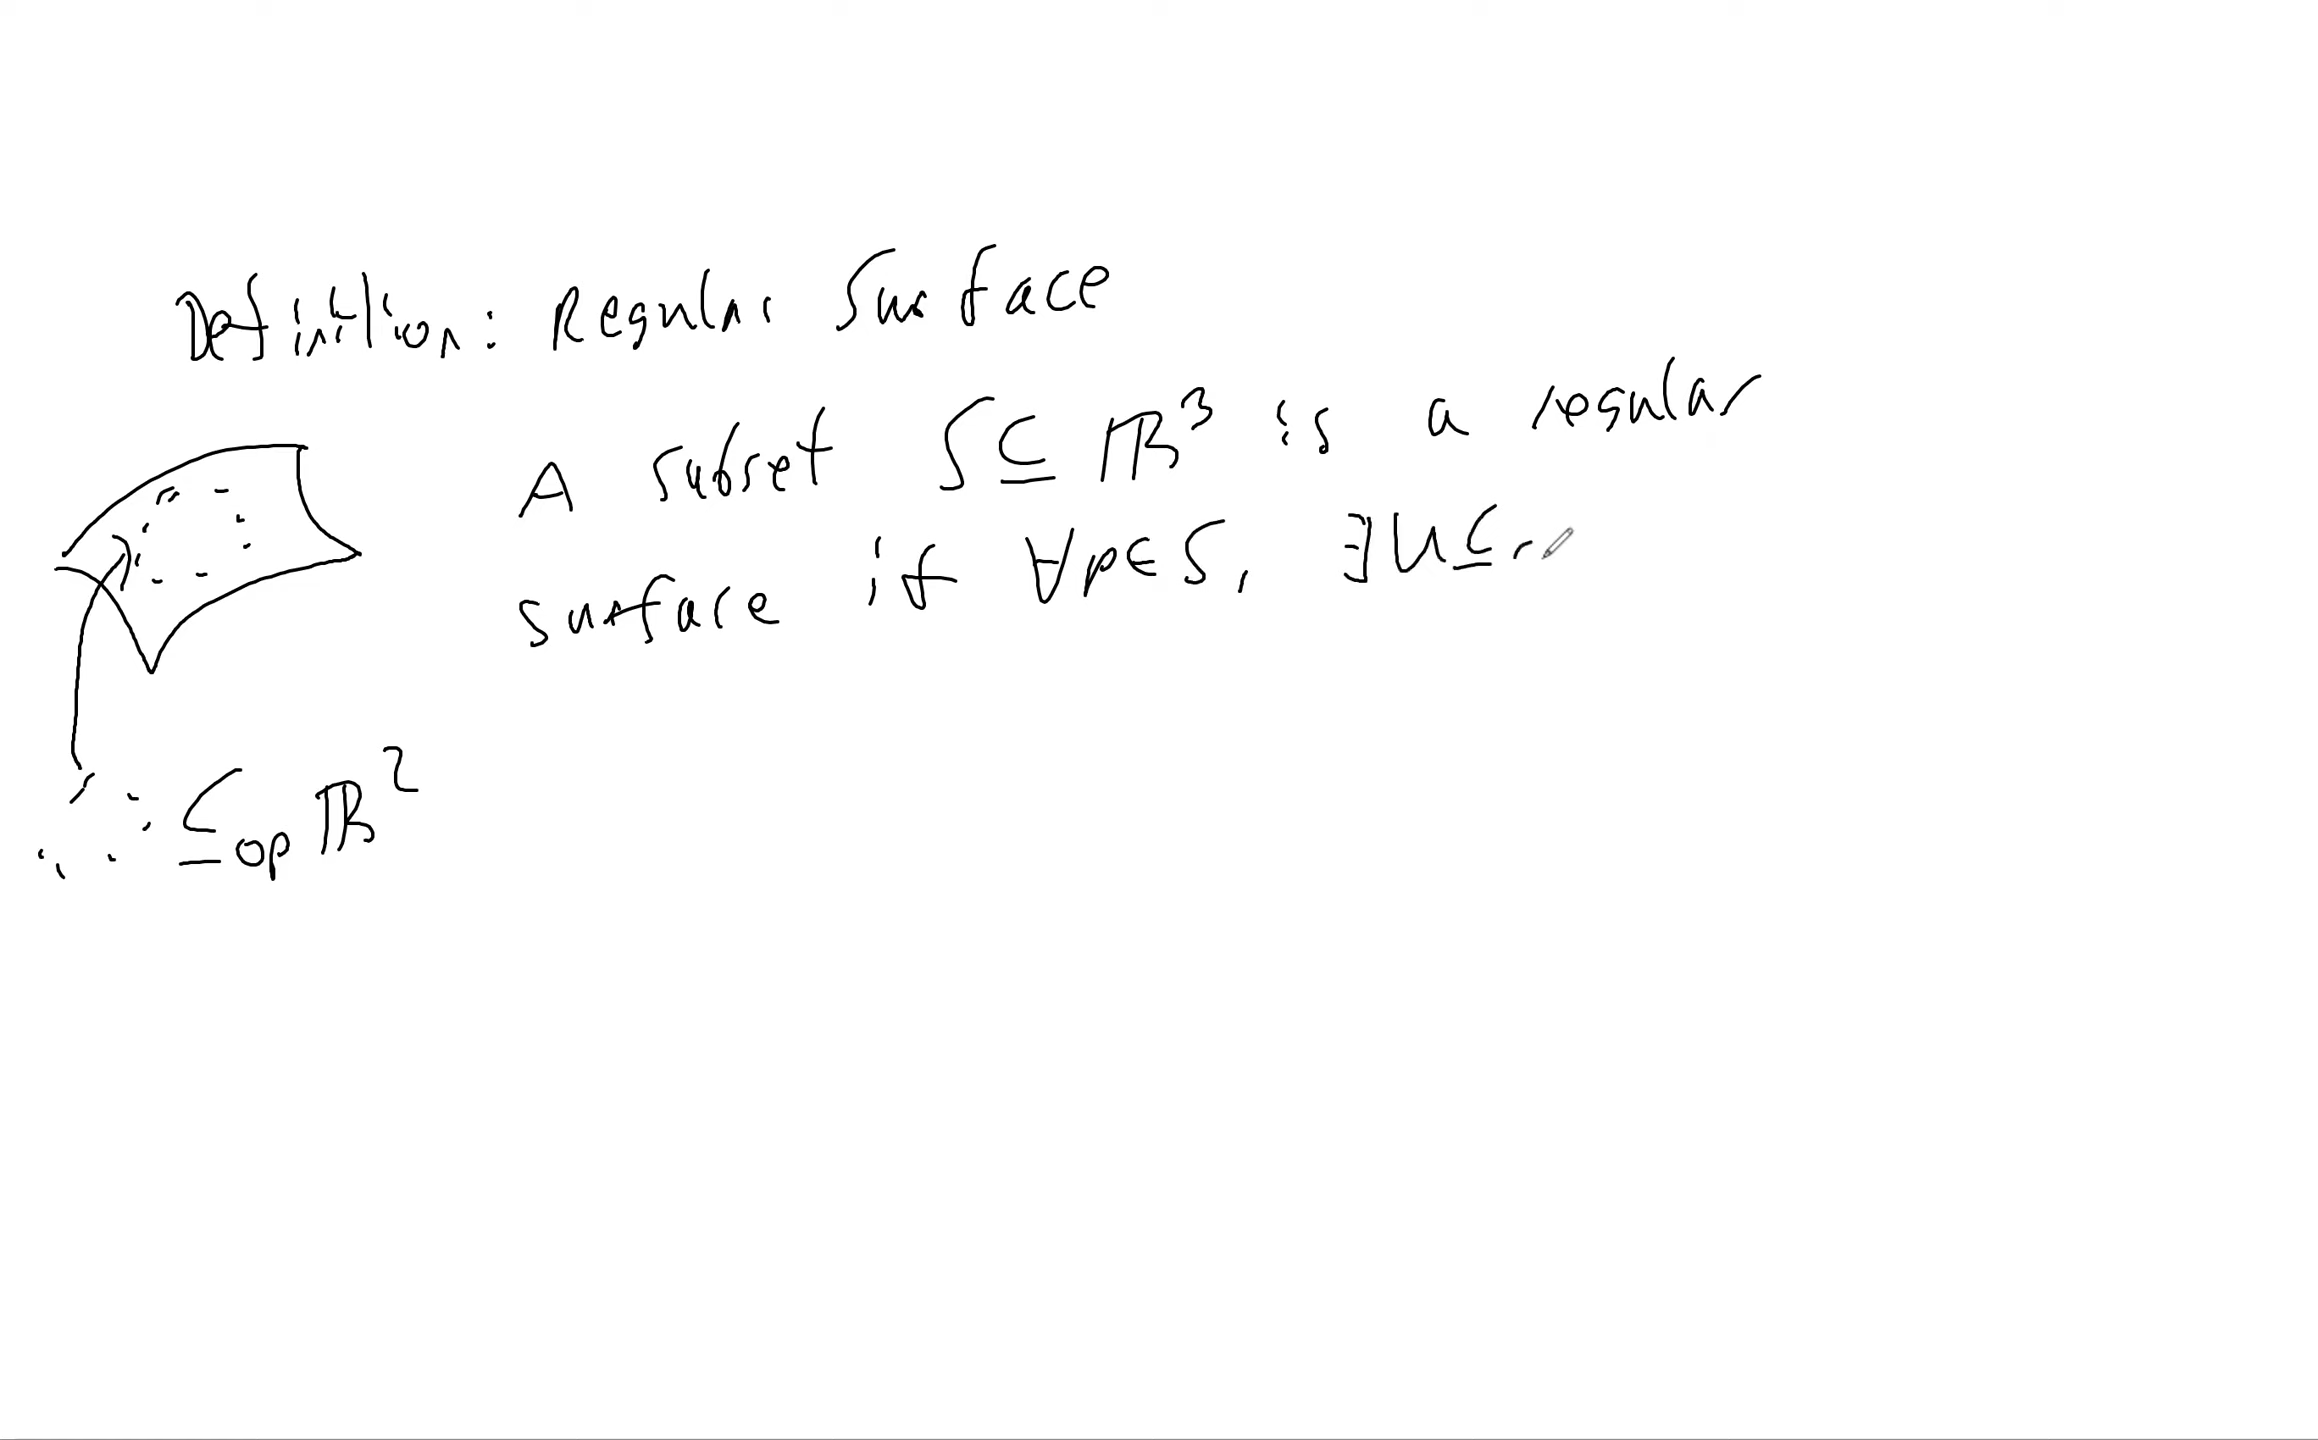 Definition: Regular Surface
A subset S ⊆ ℝ³ is a regular
surface if ∀p∈S, ∃U⊆
⊆op ℝ²